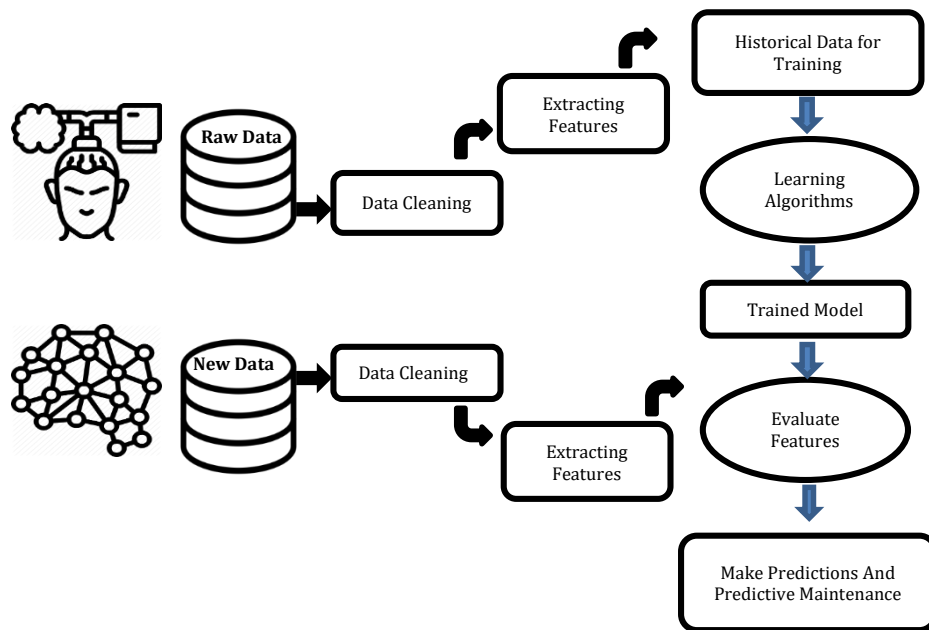 Historical Data for
Training
Extracting
Features
Raw Data
Data Cleaning
Learning
Algorithms
Trained Model
New Data
Data Cleaning
Evaluate
Features
Extracting
Features
Make Predictions And
Predictive Maintenance